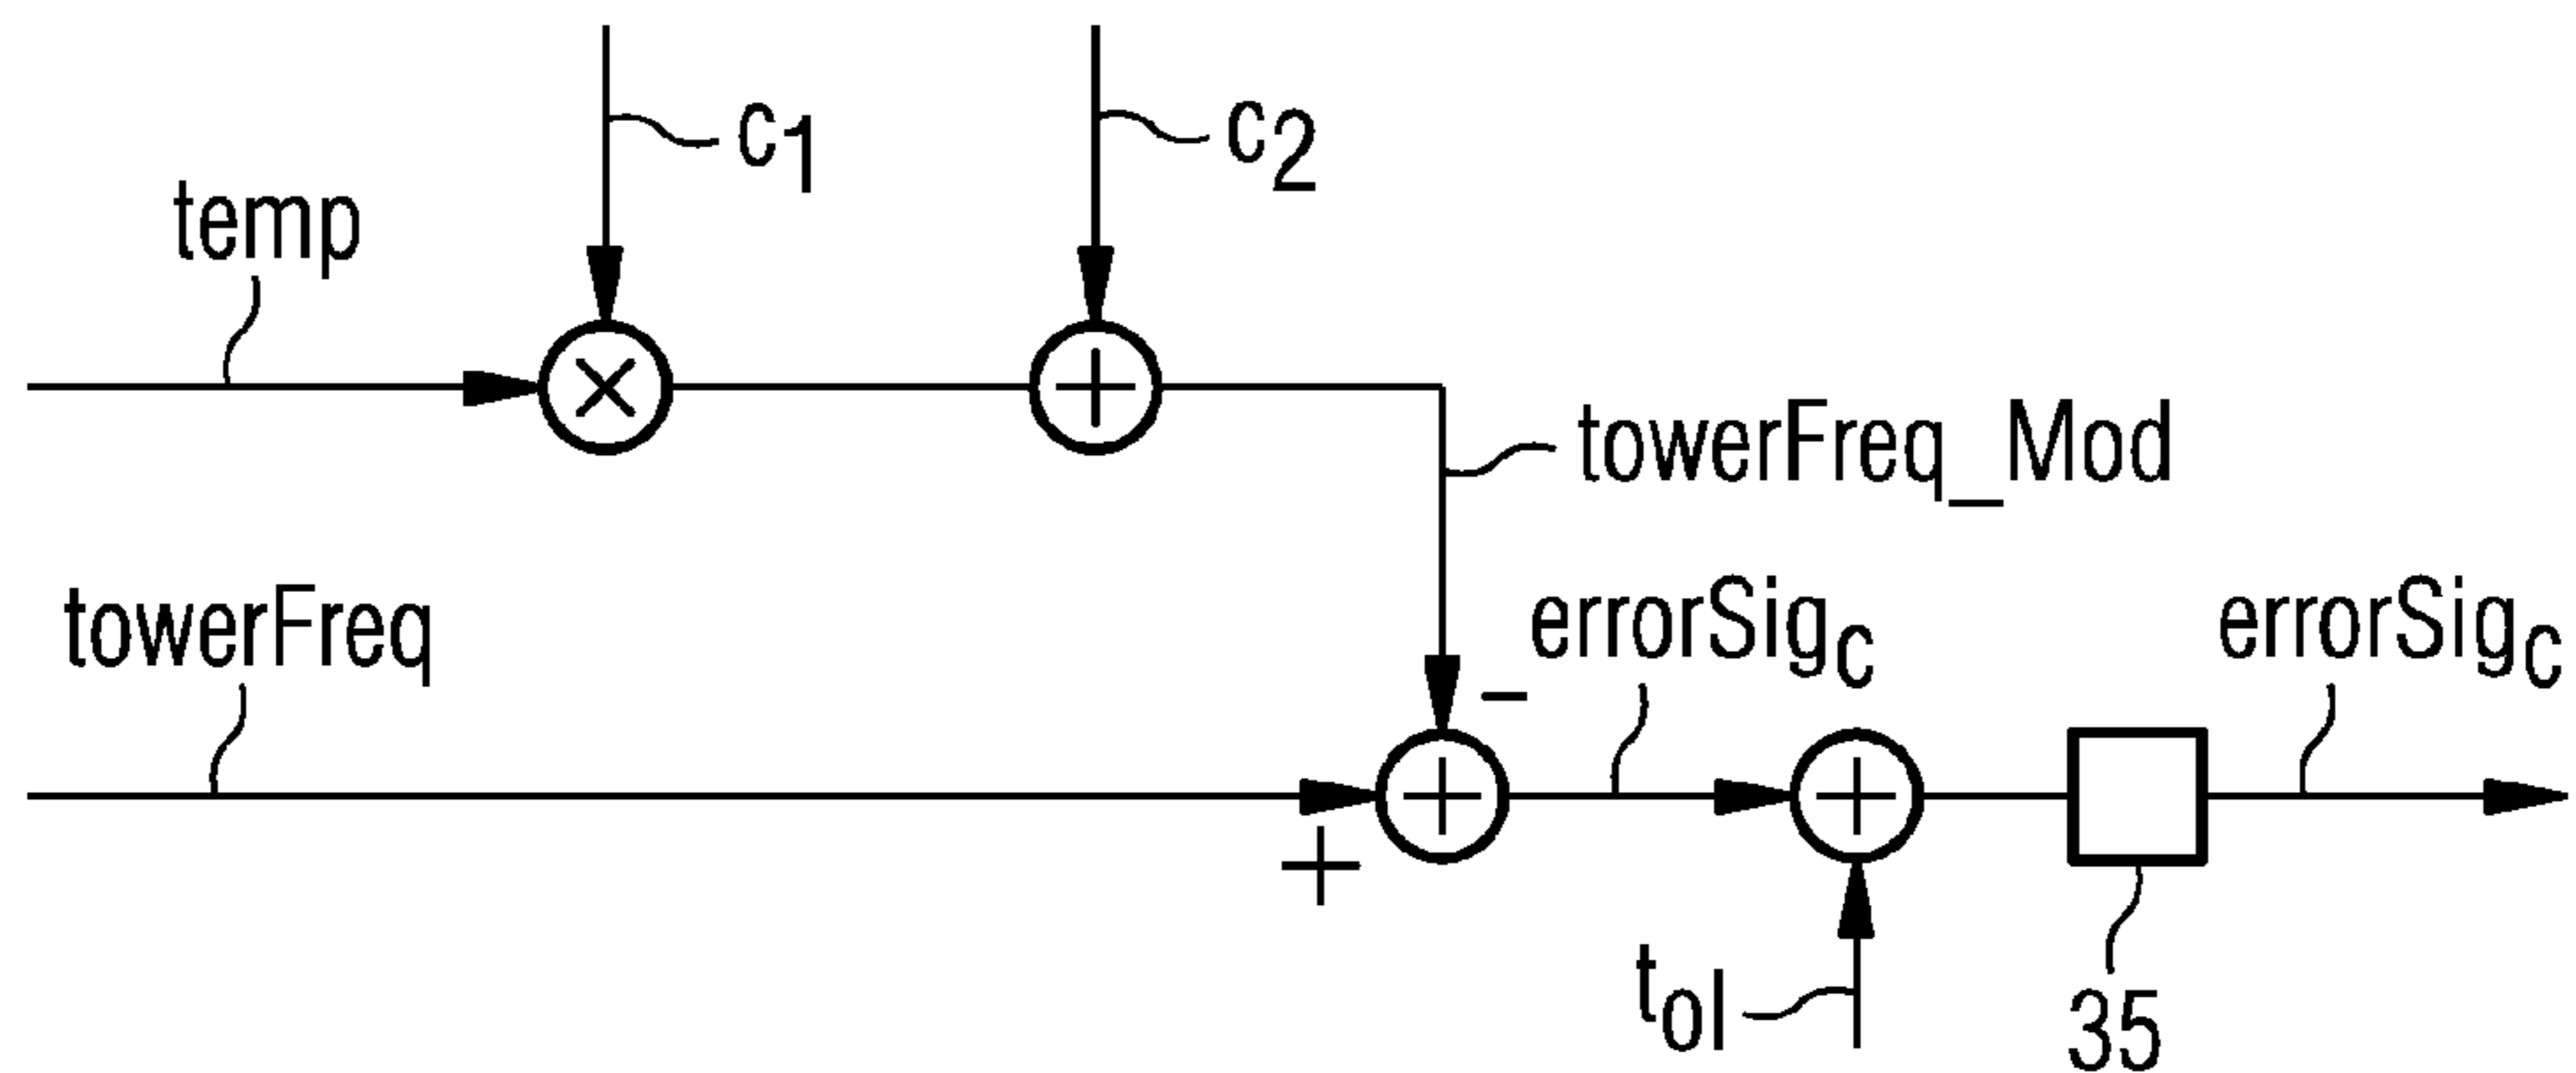 c1
c2
temp
towerFreq_Mod
towerFreq
errorSigc
errorSigc
-
+
tol
35